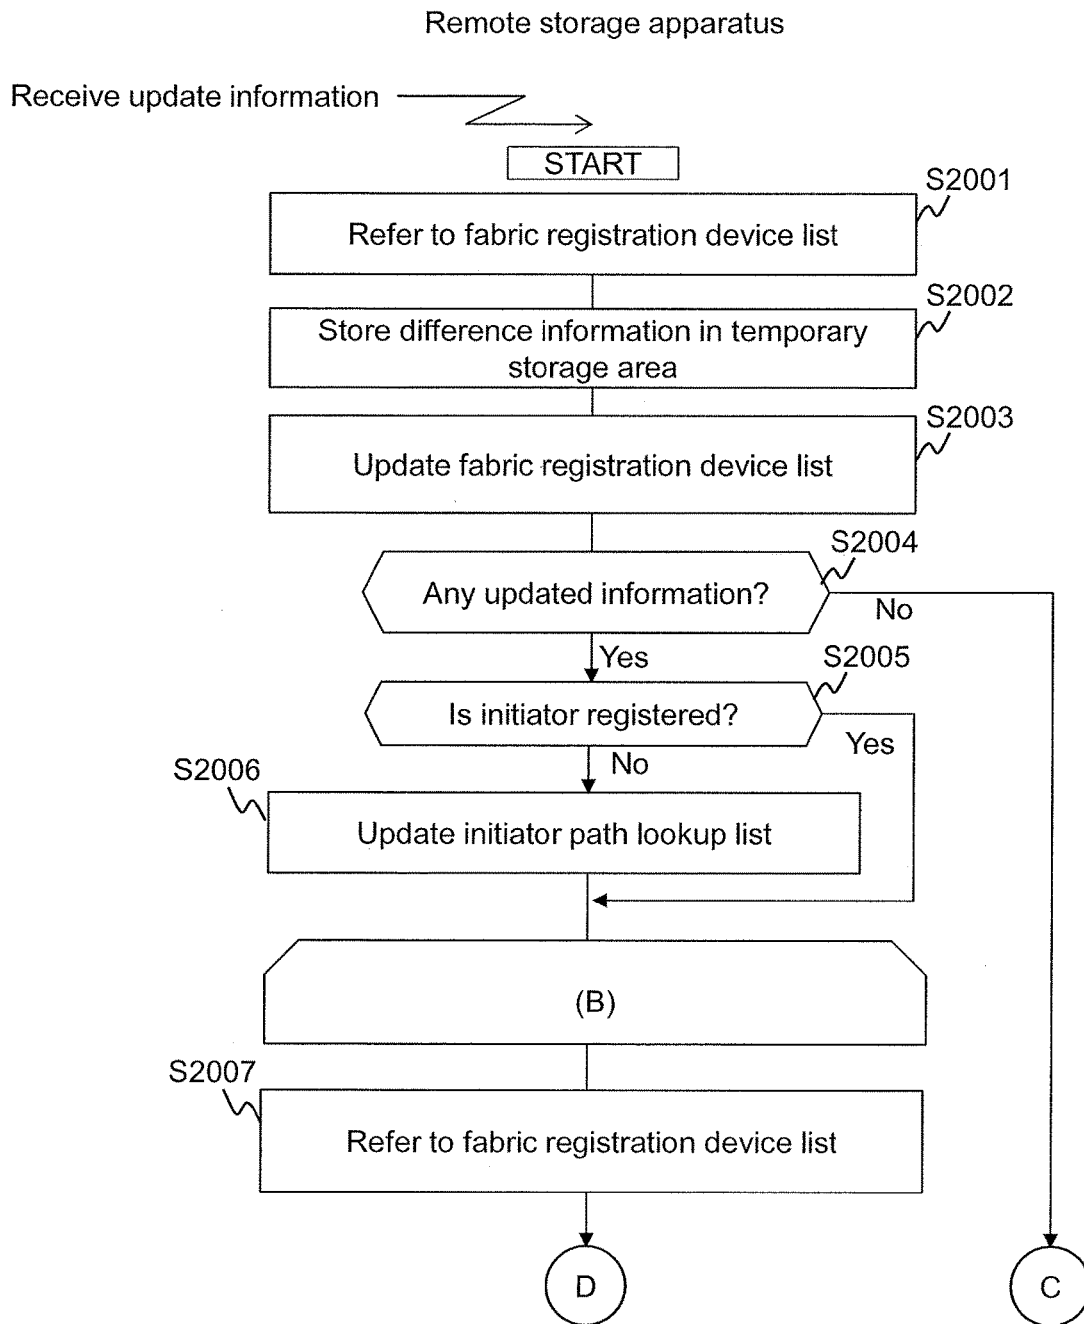 Remote storage apparatus
Receive update information
START
S2001
Refer to fabric registration device list
S2002
Store difference information in temporary
storage area
S2003
Update fabric registration device list
S2004
Any updated information?
No
Yes
S2005
Is initiator registered?
Yes
No
S2006
Update initiator path lookup list
(B)
S2007
Refer to fabric registration device list
D
C